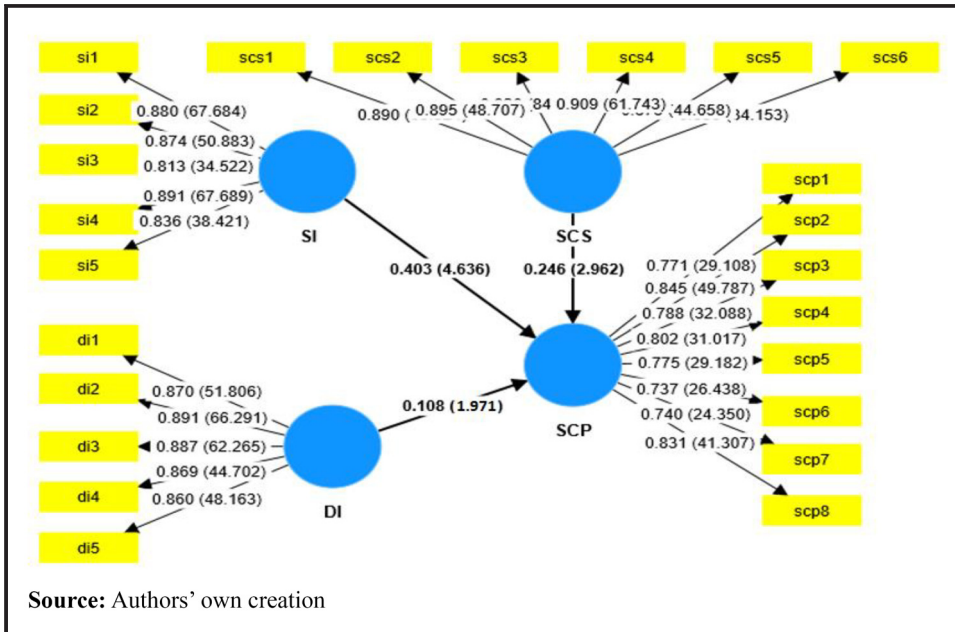 si1
scs1
scs2
scs3
scs4
scs5
scs6
si2
si3
si4
si5
0.880 (67.684)
0.874 (50.883)
0.813 (34.522)
0.891 (67.689)
0.836 (38.421)
0.890
0.895 (48.707)
0.909 (61.743)
44.658)
SI
SCS
0.403 (4.636)
0.246 (2.962)
scp1
scp2
scp3
scp4
scp5
scp6
scp7
scp8
0.771 (29.108)
0.845 (49.787)
0.788 (32.088)
0.802 (31.017)
0.775 (29.182)
0.737 (26.438)
0.740 (24.350)
0.831 (41.307)
SCP
di1
di2
di3
di4
di5
0.870 (51.806)
0.891 (66.291)
0.887 (62.265)
0.869 (44.702)
0.860 (48.163)
0.108 (1.971)
DI
Source: Authors’ own creation